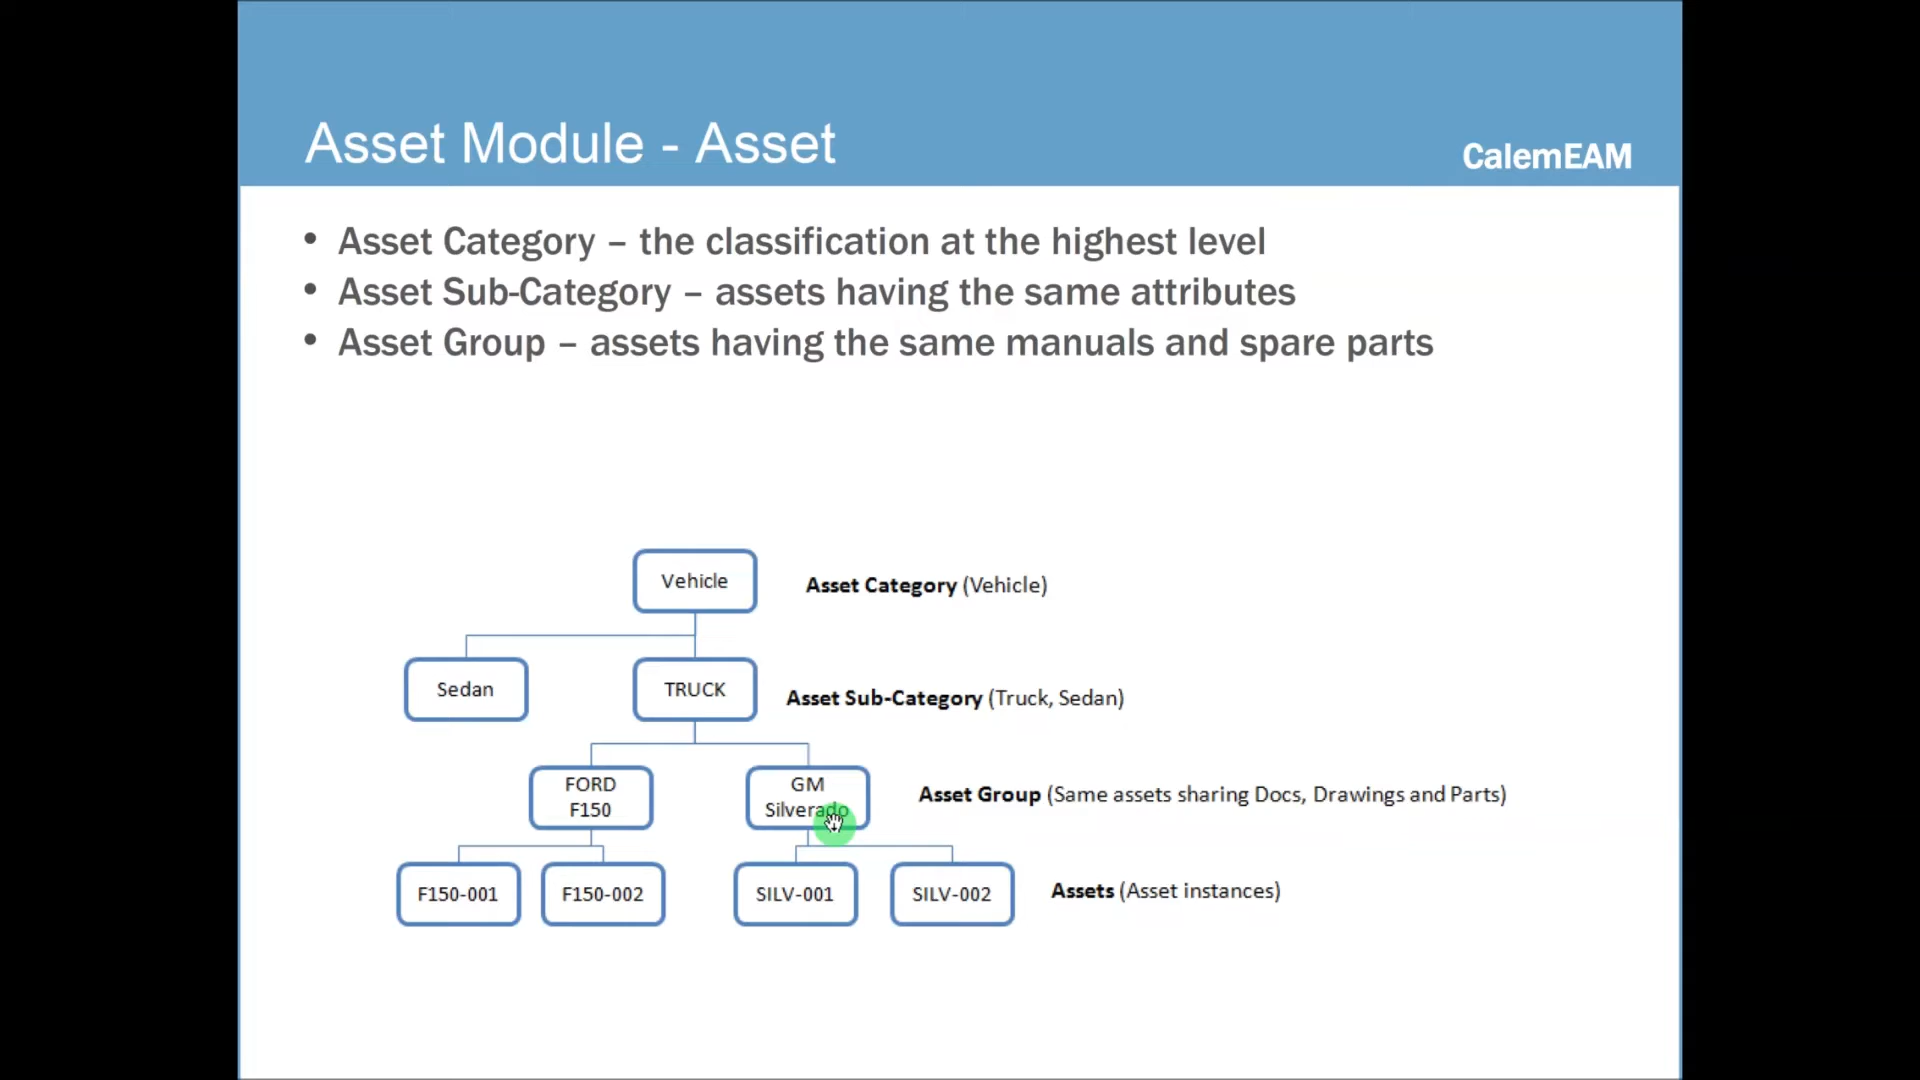 Asset Module - Asset
CalemEAM
• Asset Category – the classification at the highest level
• Asset Sub-Category – assets having the same attributes
• Asset Group – assets having the same manuals and spare parts
Vehicle
Asset Category (Vehicle)
Sedan
TRUCK
Asset Sub-Category (Truck, Sedan)
FORD
F150
GM
Silverado
Asset Group (Same assets sharing Docs, Drawings and Parts)
F150-001
F150-002
SILV-001
SILV-002
Assets (Asset instances)